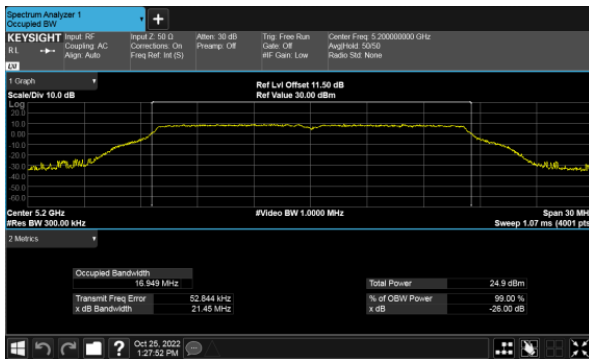 Spectrum Analyzer 1
Occupied BW
KEYSIGHT
RL
LXI
Input: RF
Coupling: AC
Align: Auto
Input Z: 50 Ω
Corrections: On
Freq Ref: Int (S)
Atten: 30 dB
Preamp: Off
Trig: Free Run
Gate: Off
#IF Gain: Low
Center Freq: 5.200000000 GHz
Avg|Hold: 50/50
Radio Std: None
1 Graph
Scale/Div 10.0 dB
Ref Lvl Offset 11.50 dB
Ref Value 30.00 dBm
Log
20.0
10.0
0.00
-10.0
-20.0
-30.0
-40.0
-50.0
-60.0
Center 5.2 GHz
#Video BW 1.0000 MHz
Span 30 MH
#Res BW 300.00 kHz
Sweep 1.07 ms (4001 pts
2 Metrics
Occupied Bandwidth
16.949 MHz
Total Power 24.9 dBm
Transmit Freq Error 52.844 kHz
% of OBW Power 99.00 %
x dB Bandwidth 21.45 MHz
x dB -26.00 dB
?
Oct 25, 2022
1:27:52 PM